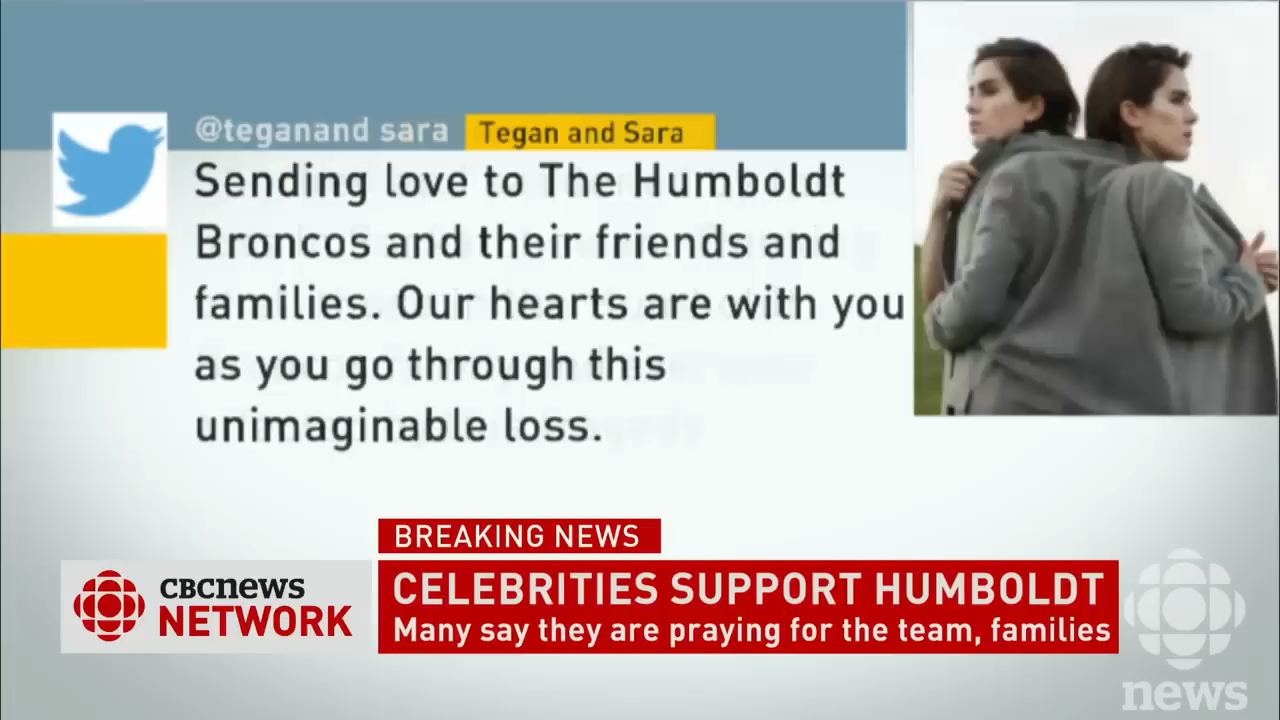 @teganand sara
Tegan and Sara
Sending love to The Humboldt
Broncos and their friends and
families. Our hearts are with you
as you go through this
unimaginable loss.
BREAKING NEWS
CELEBRITIES SUPPORT HUMBOLDT
Many say they are praying for the team, families
CBCnews
NETWORK
news